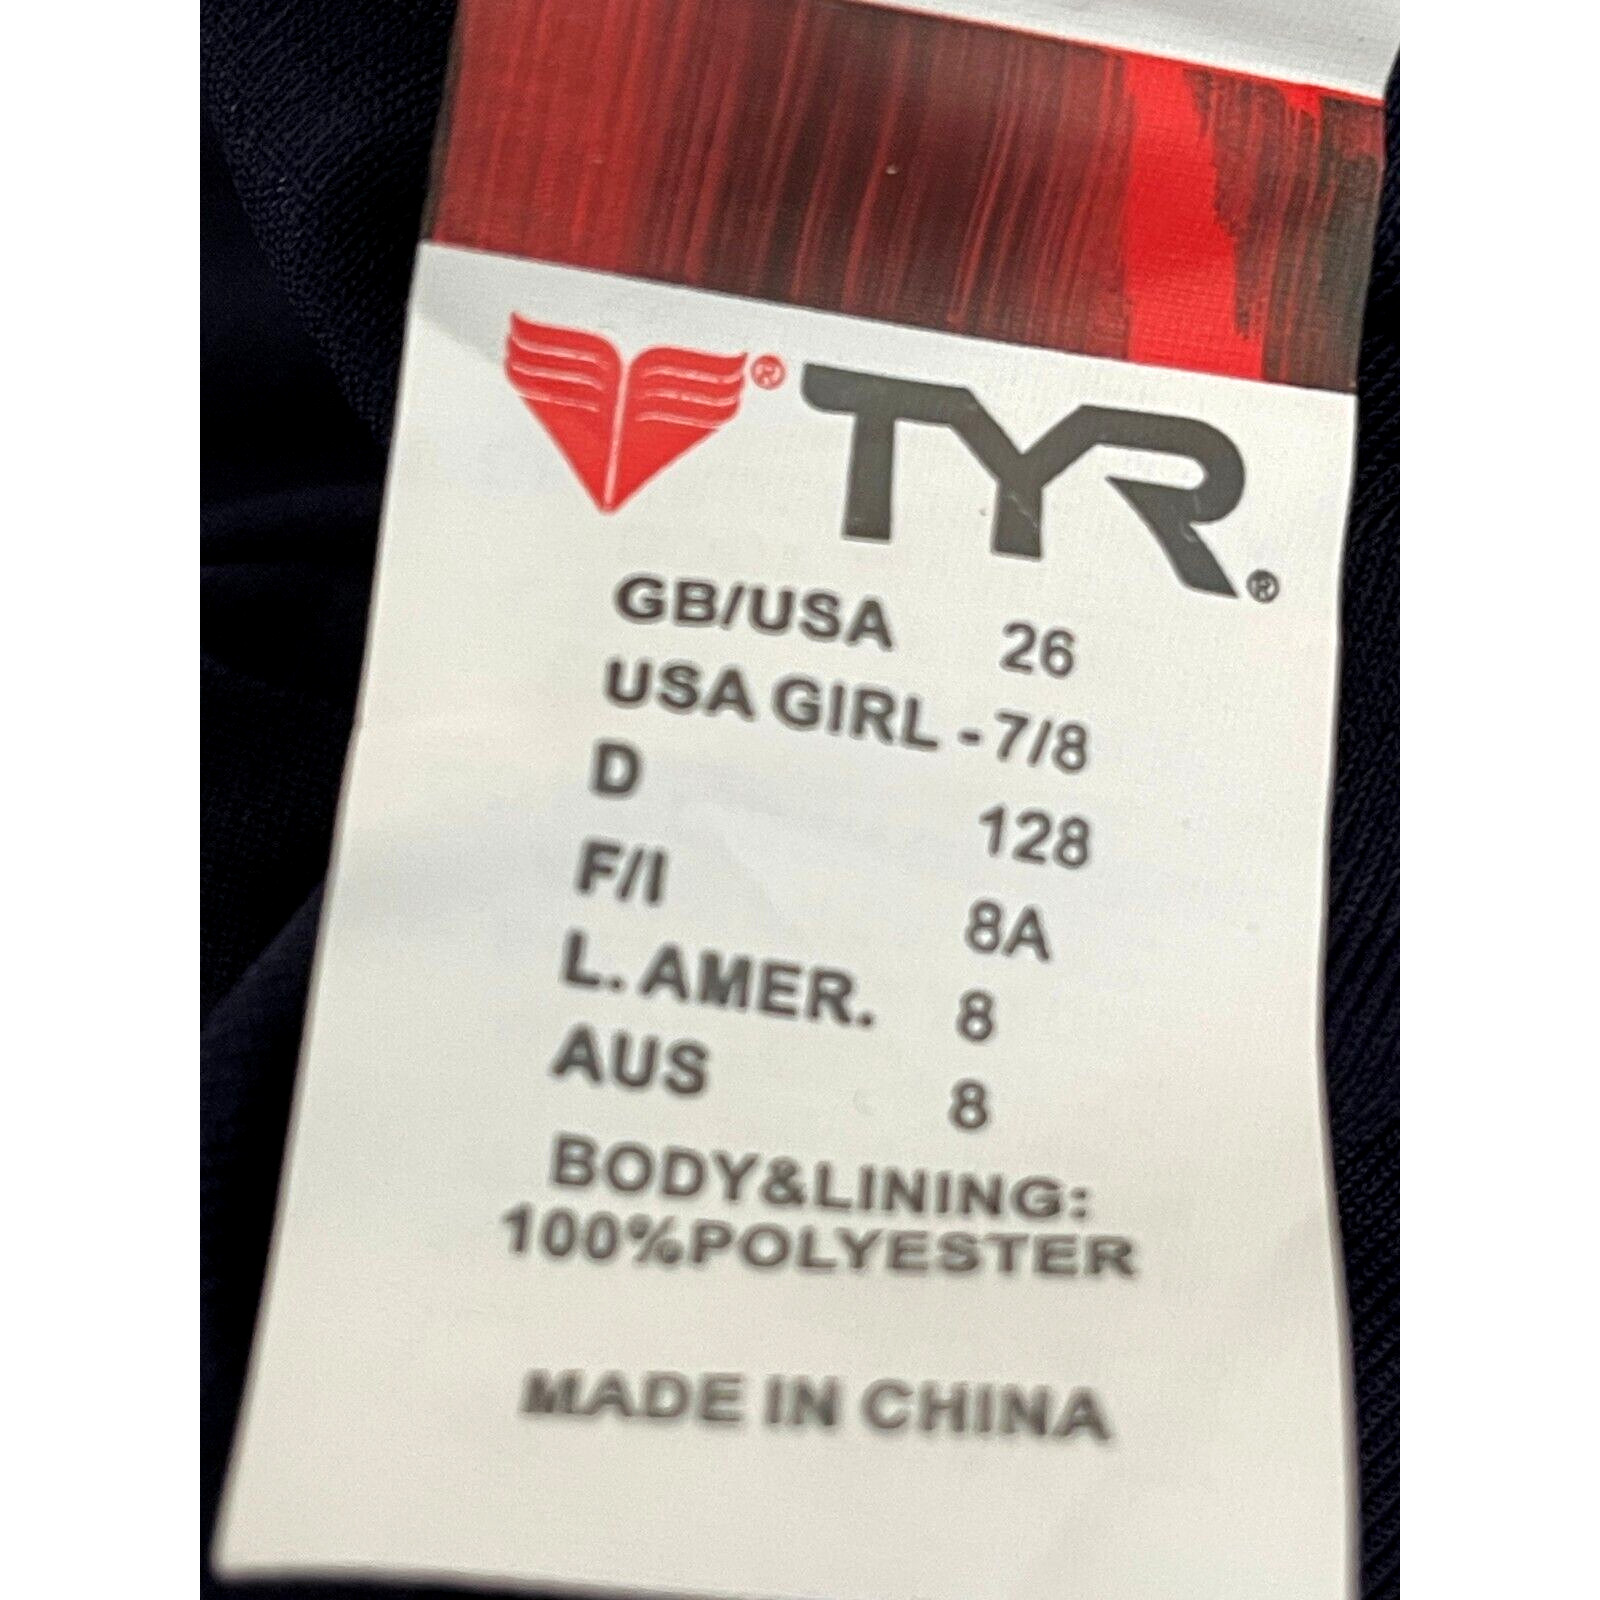 ® TYR®
GB/USA 26
USA GIRL - 7/8
D 128
F/I 8A
L. AMER. 8
AUS 8
BODY&LINING:
100%POLYESTER
MADE IN CHINA